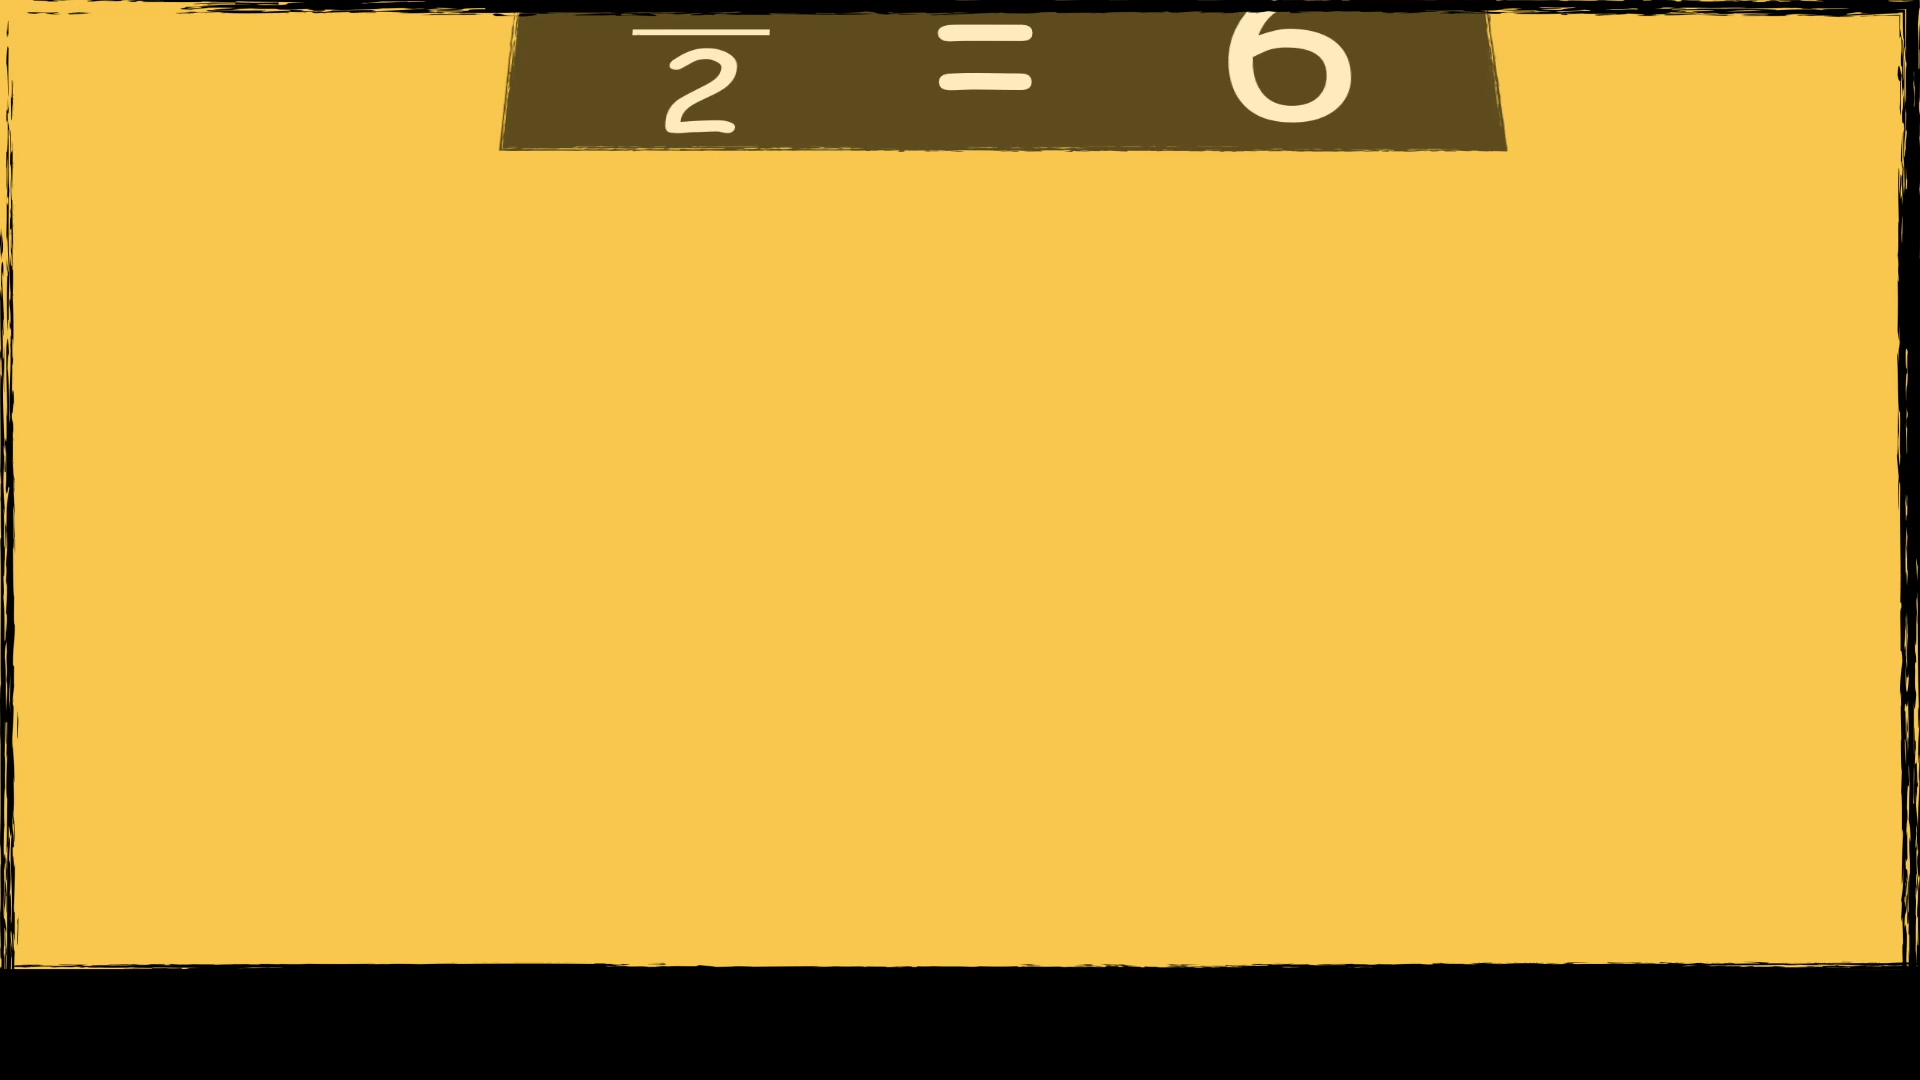 — = 6
2